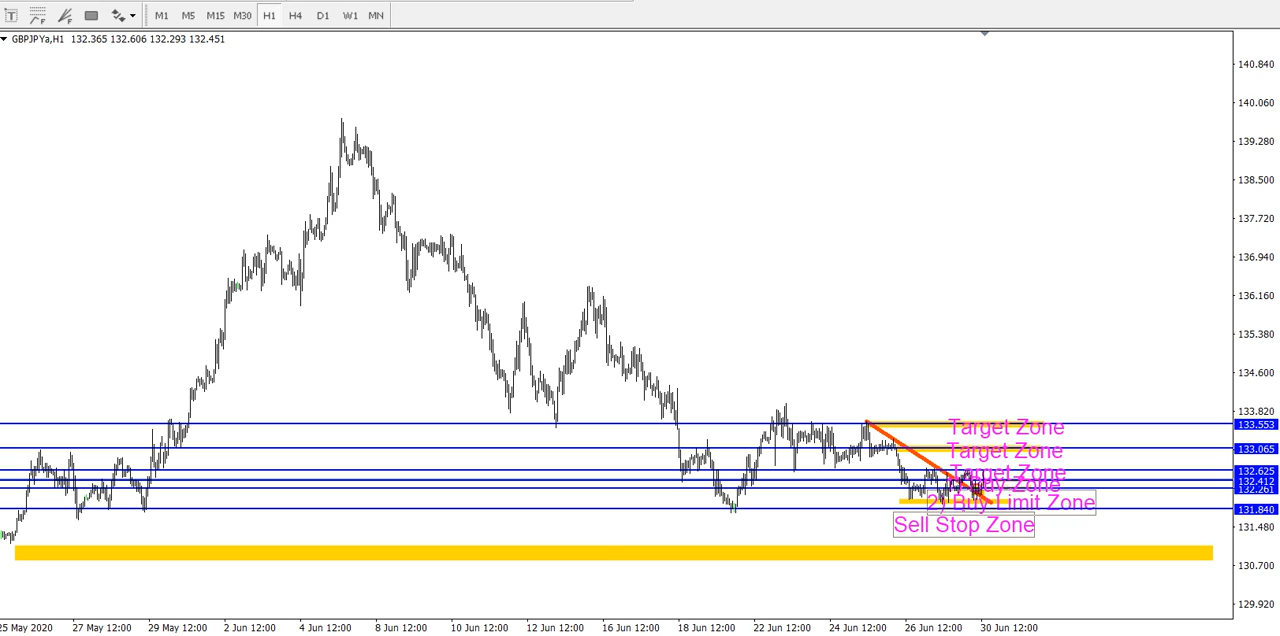 T F F M1 M5 M15 M30 H1 H4 D1 W1 MN
GBPJPYa,H1 132.365 132.606 132.293 132.451
140.840
140.060
139.280
138.500
137.720
136.940
136.160
135.380
134.600
133.820
Target Zone
133.553
Target Zone
133.065
Target Zone
132.625
Buy Zone
132.412
132.261
2) Buy Limit Zone
131.840
Sell Stop Zone
131.480
130.700
129.920
25 May 2020 27 May 12:00 29 May 12:00 2 Jun 12:00 4 Jun 12:00 8 Jun 12:00 10 Jun 12:00 12 Jun 12:00 16 Jun 12:00 18 Jun 12:00 22 Jun 12:00 24 Jun 12:00 26 Jun 12:00 30 Jun 12:00